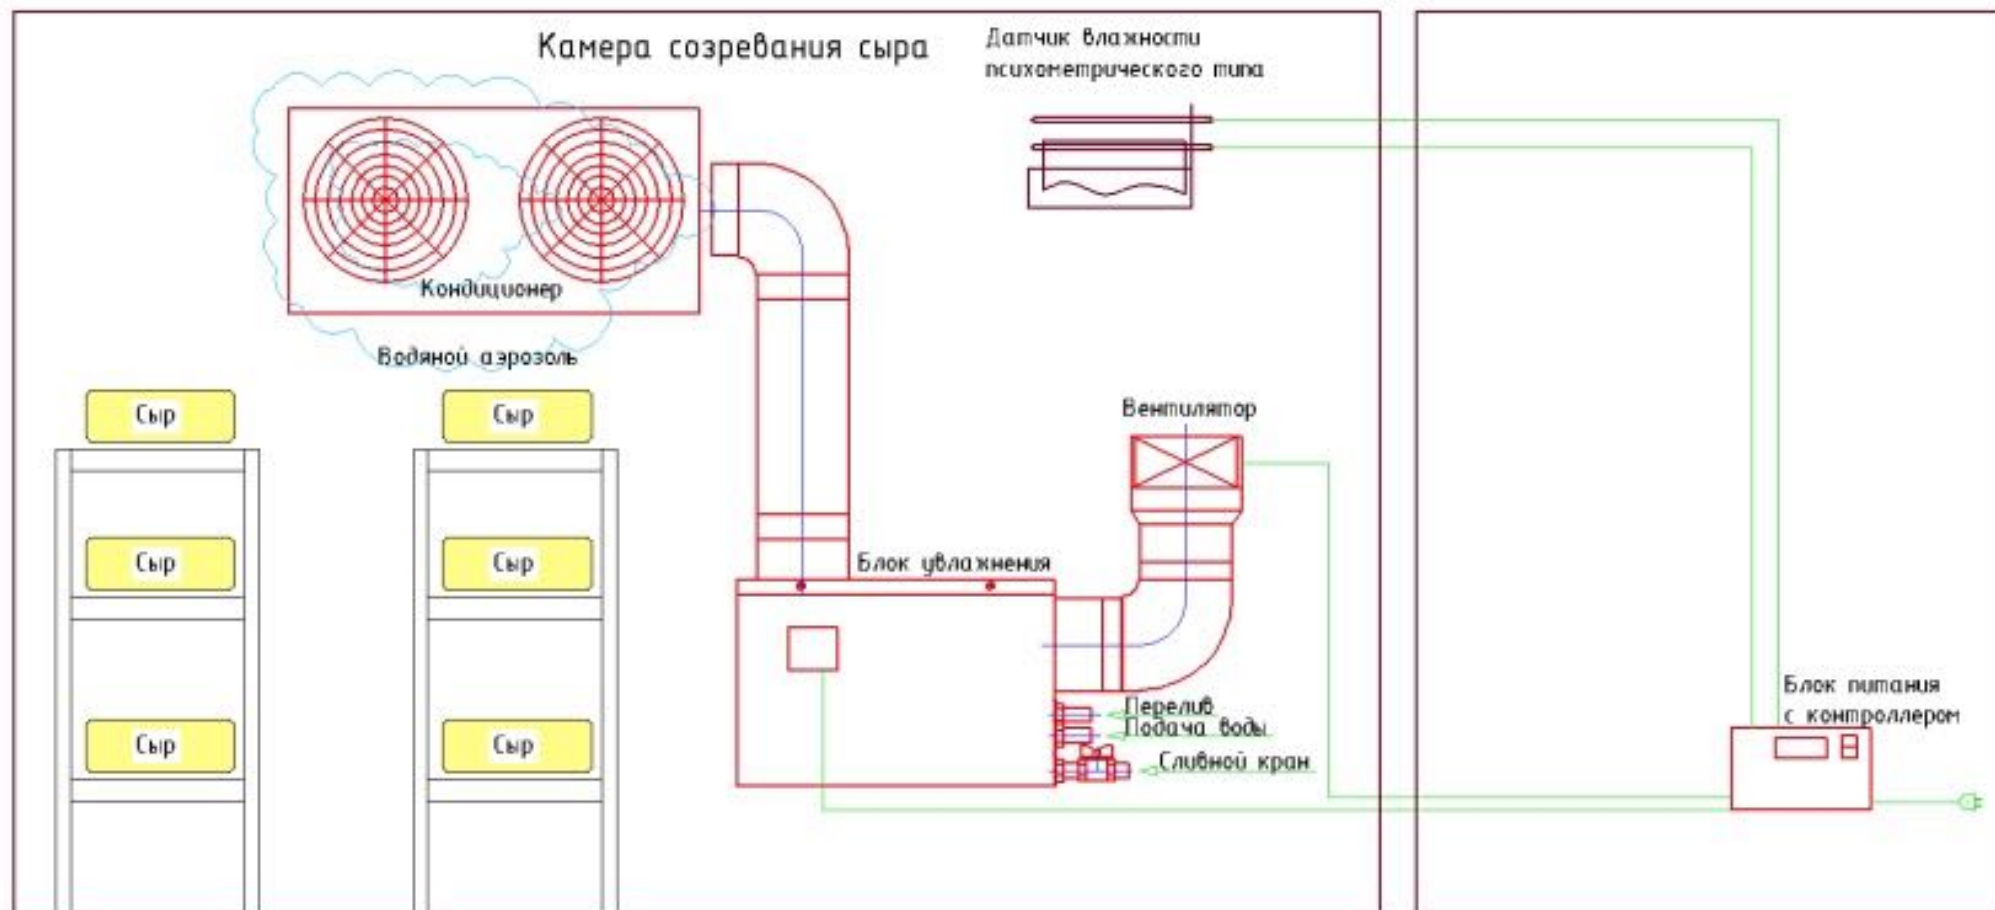 Камера созревания сыра
Датчик влажности
психометрического типа
Кондиционер
Водяной аэрозоль
Сыр
Сыр
Вентилятор
Сыр
Сыр
Блок увлажнения
Блок питания
с контроллером
Перелив
Подача воды
Сливной кран
Сыр
Сыр